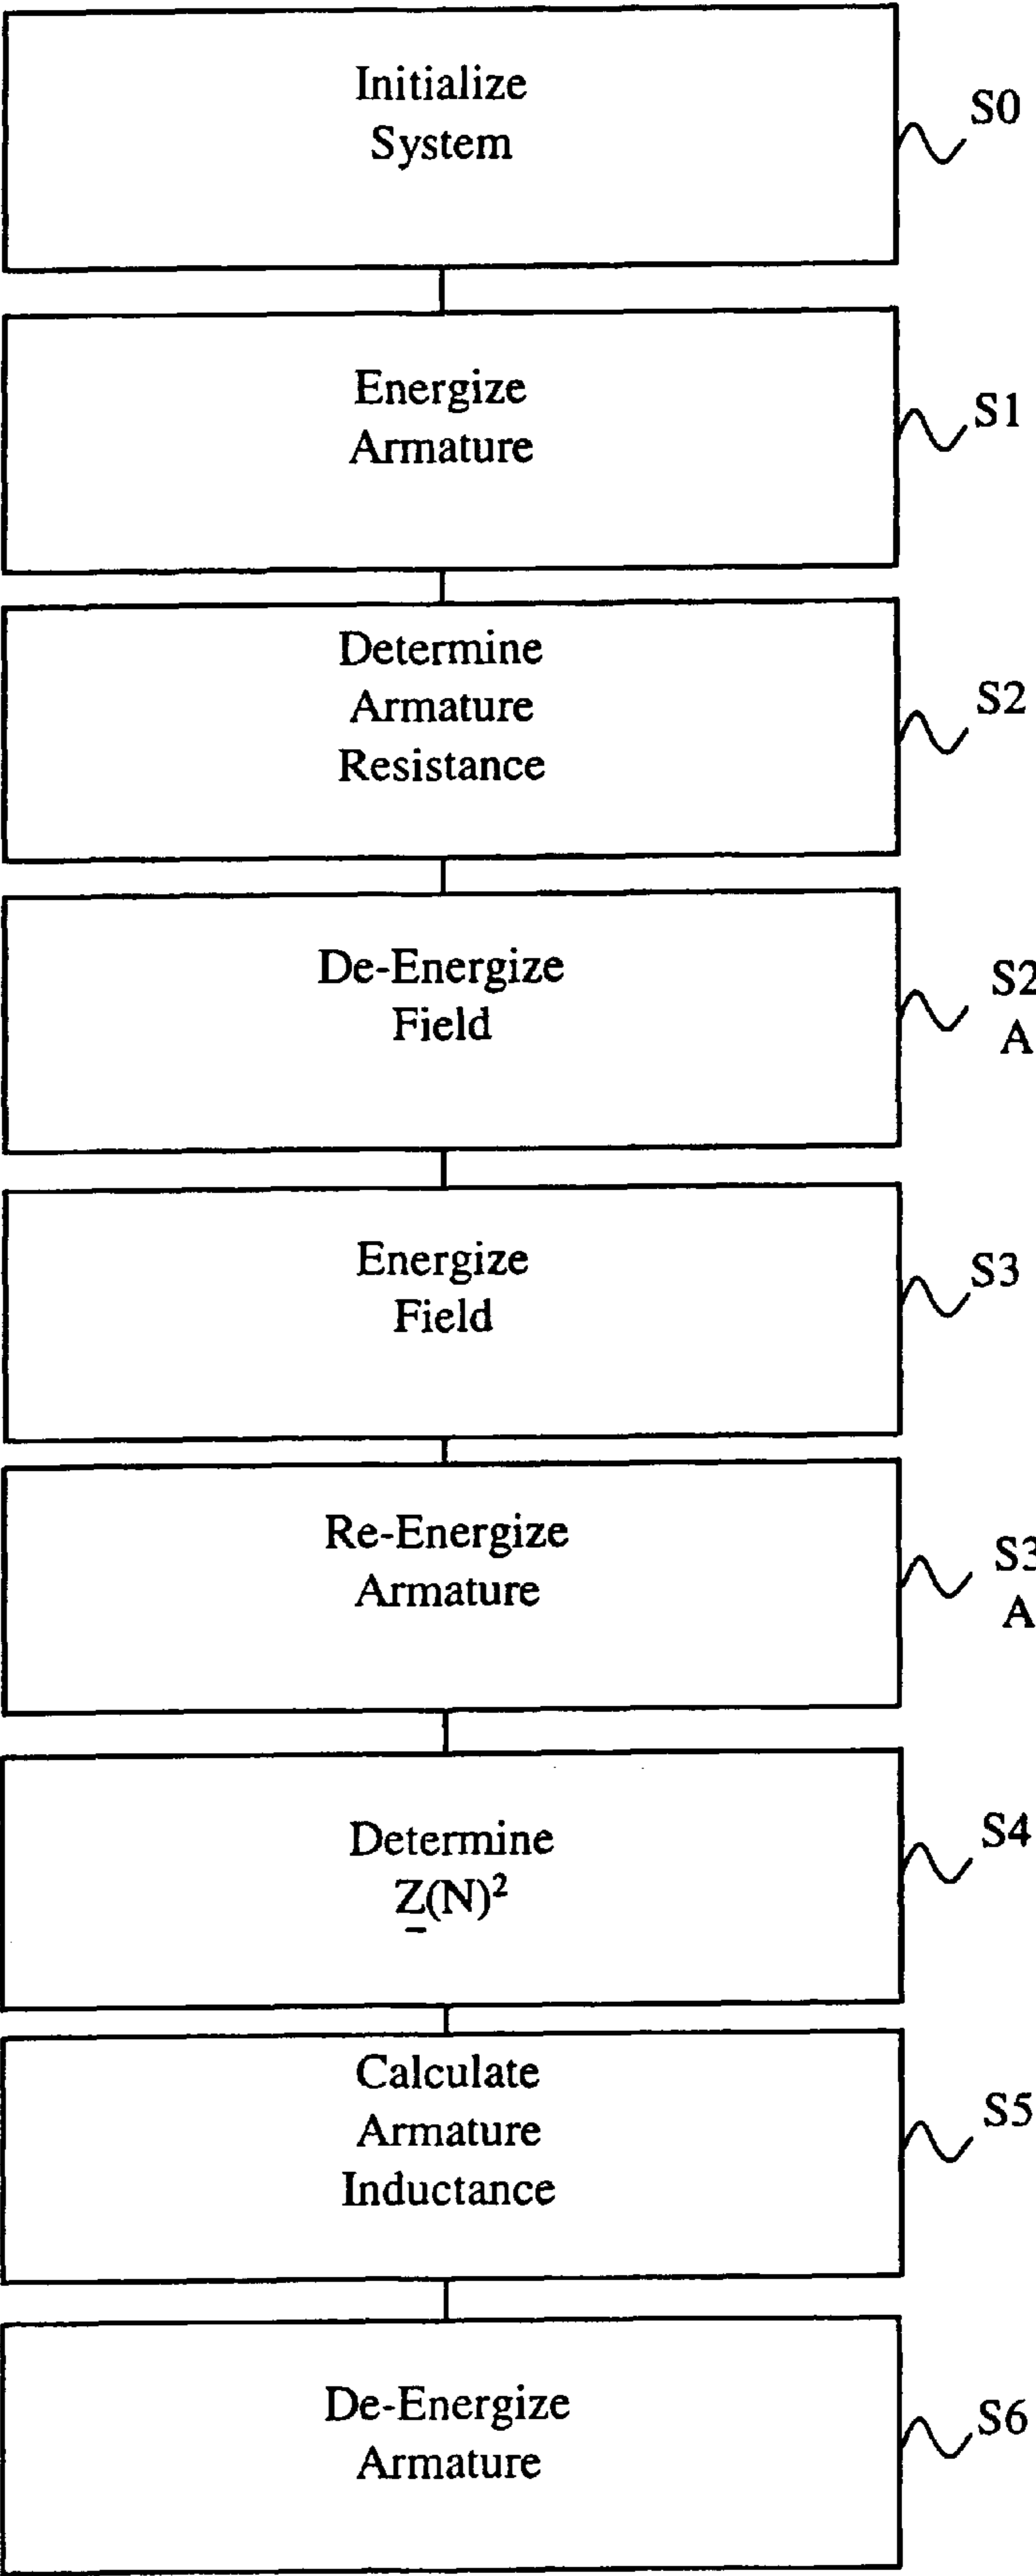 Initialize
System
S0
Energize
Armature
S1
Determine
Armature
Resistance
S2
De-Energize
Field
S2
A
Energize
Field
S3
Re-Energize
Armature
S3
A
Determine
Z(N)²
S4
Calculate
Armature
Inductance
S5
De-Energize
Armature
S6